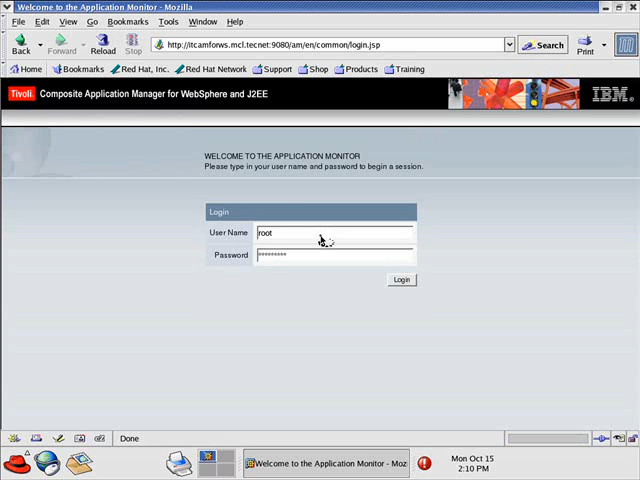 Welcome to the Application Monitor - Mozilla
File Edit View Go Bookmarks Tools Window Help
Back Forward Reload Stop http://itcamforws.mcl.tecnet:9080/am/en/common/login.jsp Search Print
Home Bookmarks Red Hat, Inc. Red Hat Network Support Shop Products Training
Tivoli Composite Application Manager for WebSphere and J2EE IBM
WELCOME TO THE APPLICATION MONITOR
Please type in your user name and password to begin a session.
Login
User Name root
Password *********
Login
Done
Welcome to the Application Monitor - Moz
Mon Oct 15
2:10 PM